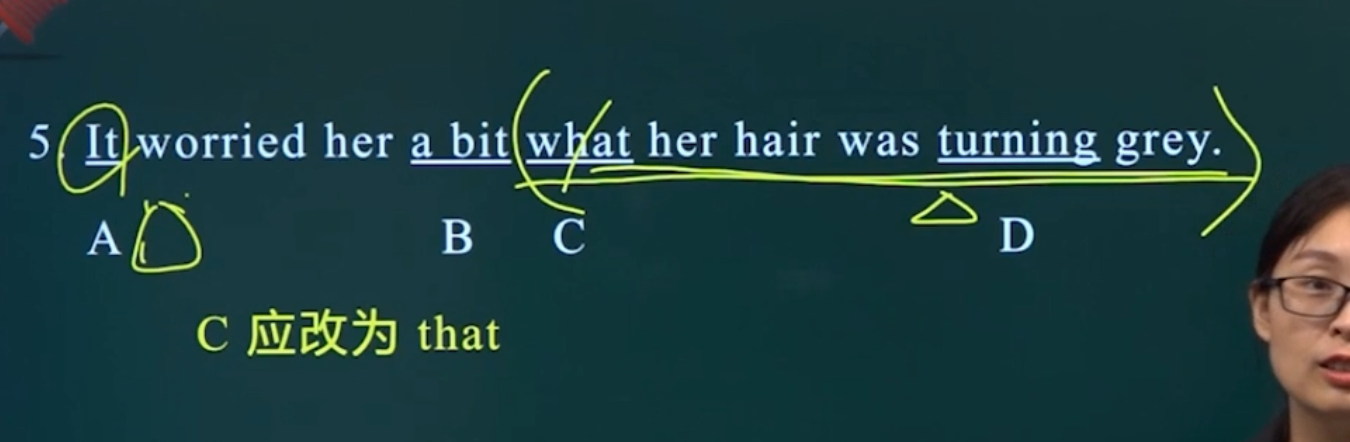 5. It worried her a bit what her hair was turning grey.
A B C D
C 应改为 that